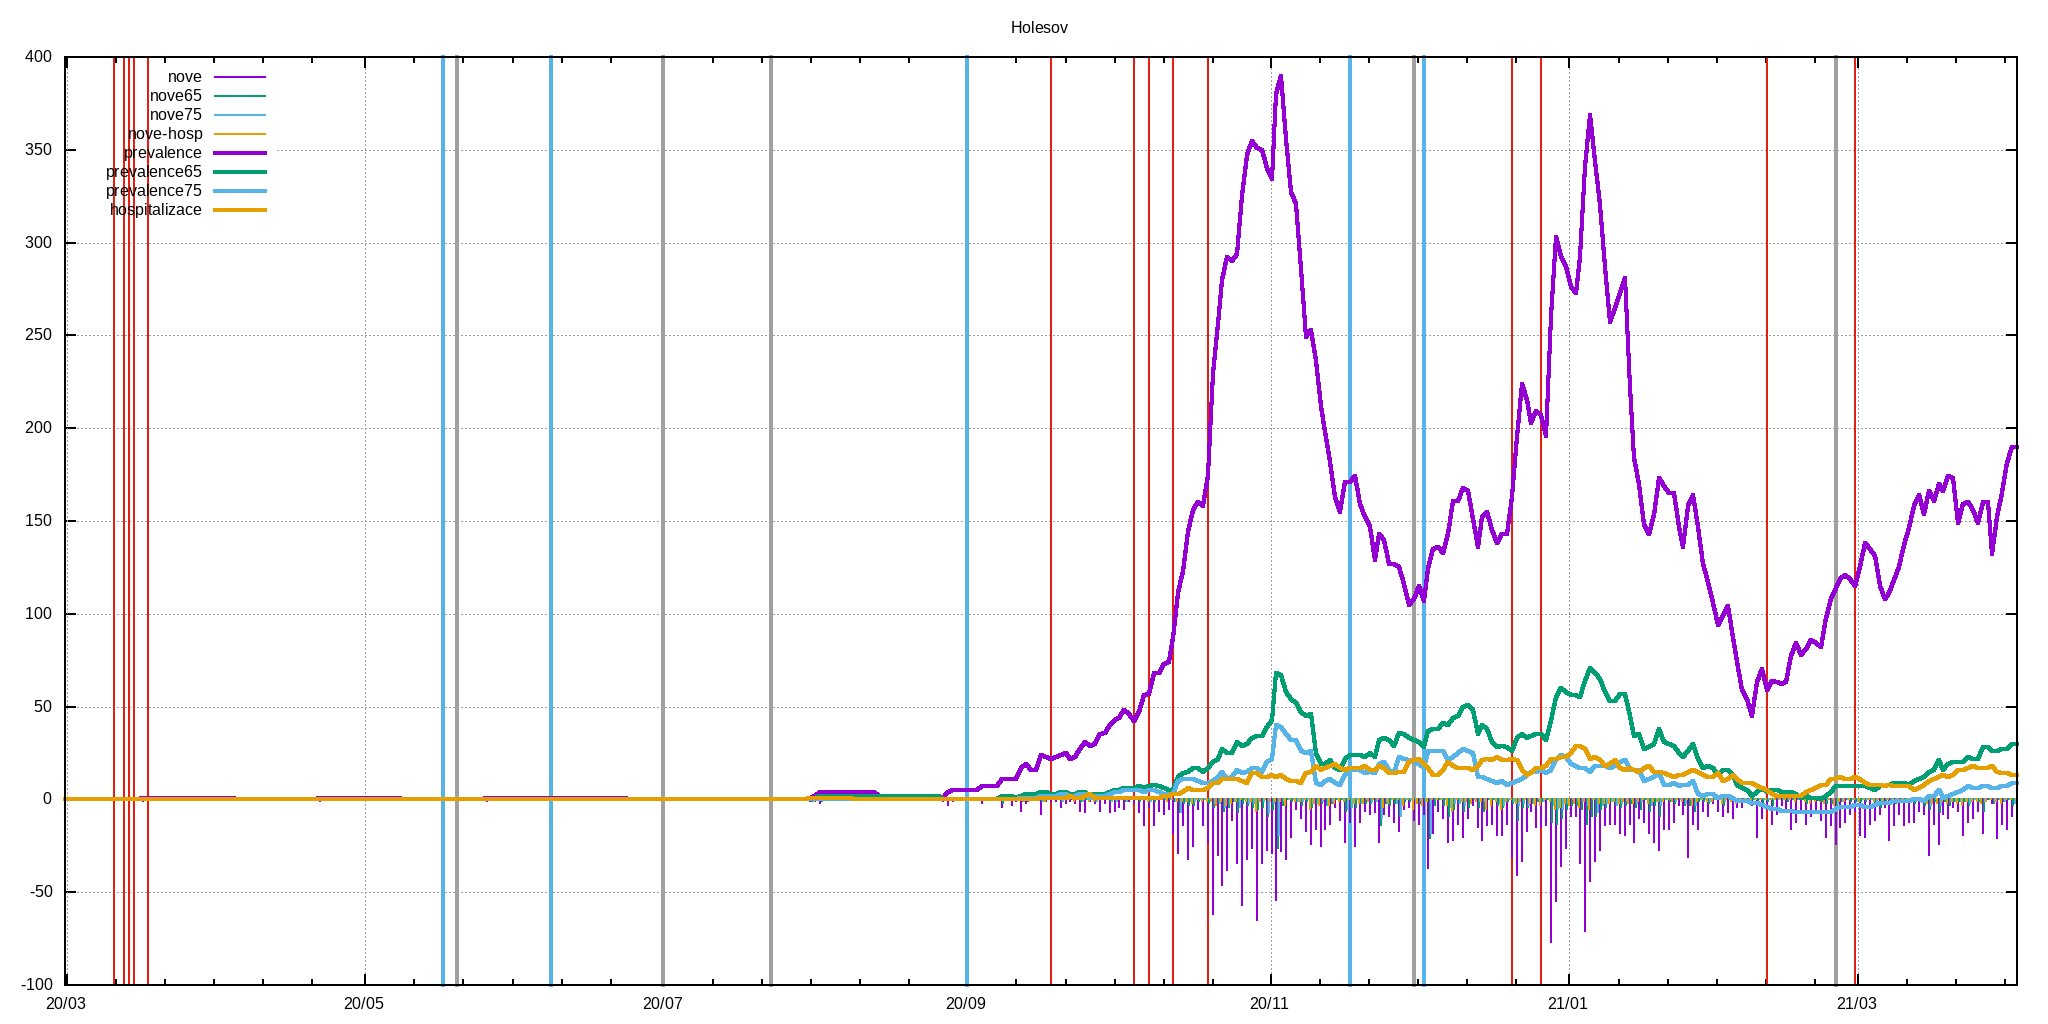 Holesov
400
350
300
250
200
150
100
50
0
-50
-100
nove
nove65
nove75
nove-hosp
prevalence
prevalence65
prevalence75
hospitalizace
20/03 20/05 20/07 20/09 20/11 21/01 21/03